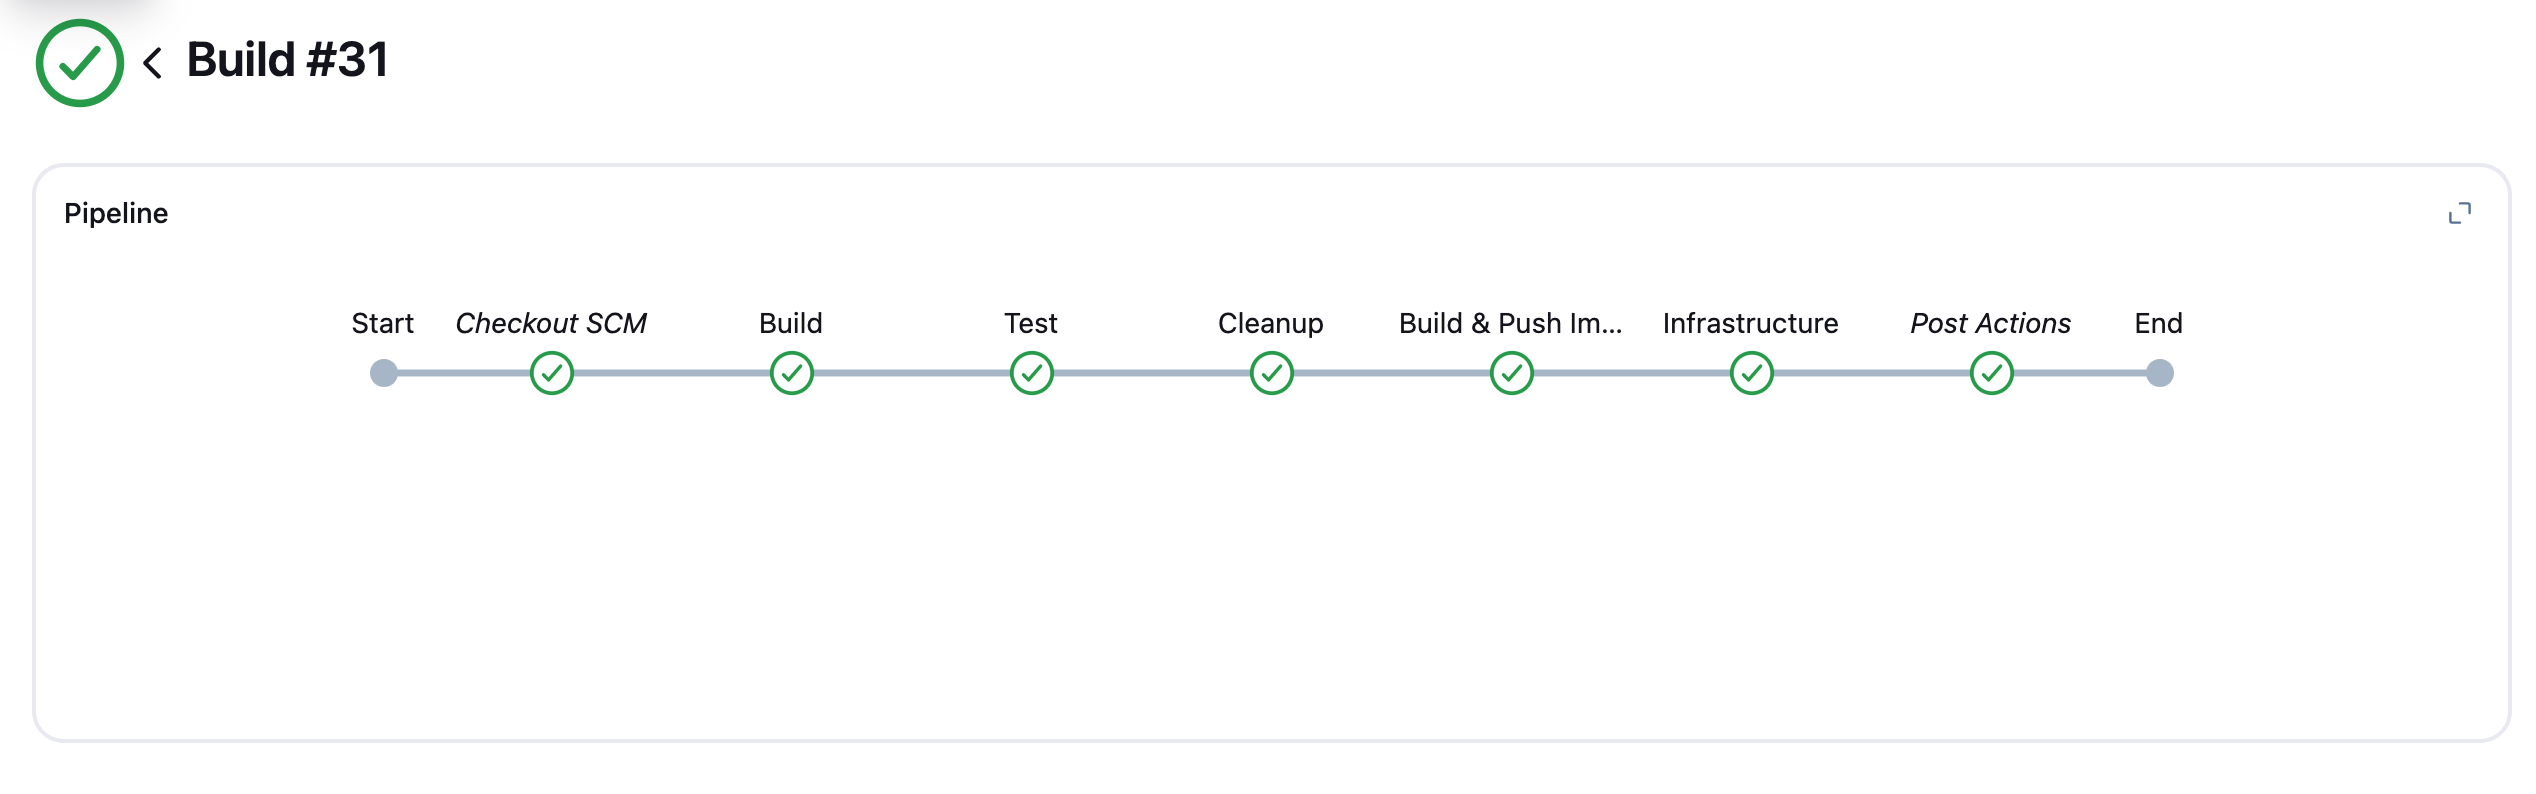 Build #31
Pipeline
Start Checkout SCM Build Test Cleanup Build & Push Im... Infrastructure Post Actions End